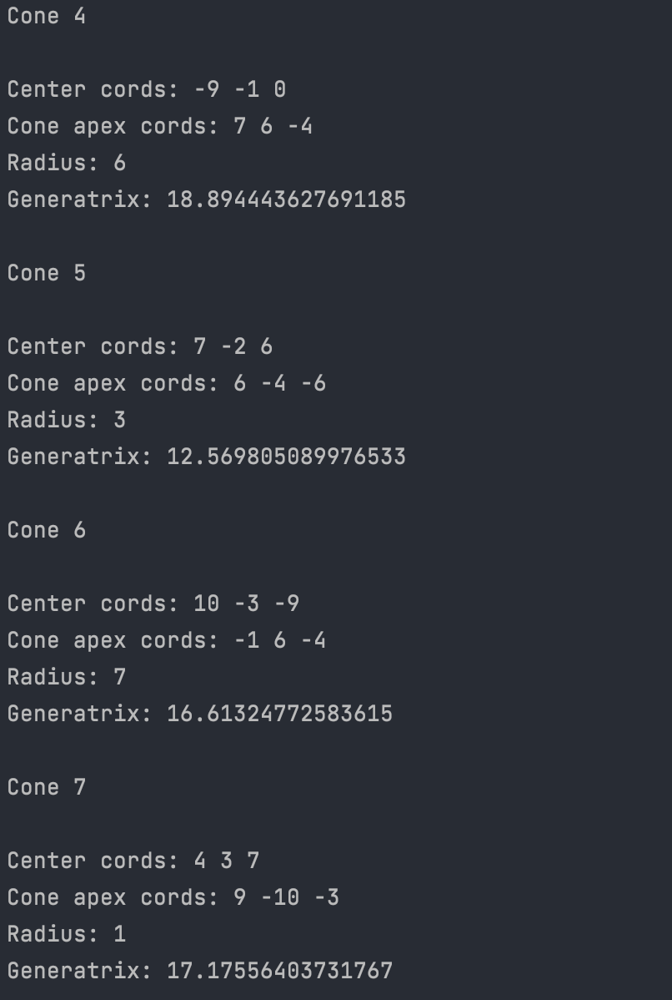 Cone 4
Center cords: -9 -1 0
Cone apex cords: 7 6 -4
Radius: 6
Generatrix: 18.894443627691185
Cone 5
Center cords: 7 -2 6
Cone apex cords: 6 -4 -6
Radius: 3
Generatrix: 12.569805089976533
Cone 6
Center cords: 10 -3 -9
Cone apex cords: -1 6 -4
Radius: 7
Generatrix: 16.61324772583615
Cone 7
Center cords: 4 3 7
Cone apex cords: 9 -10 -3
Radius: 1
Generatrix: 17.17556403731767